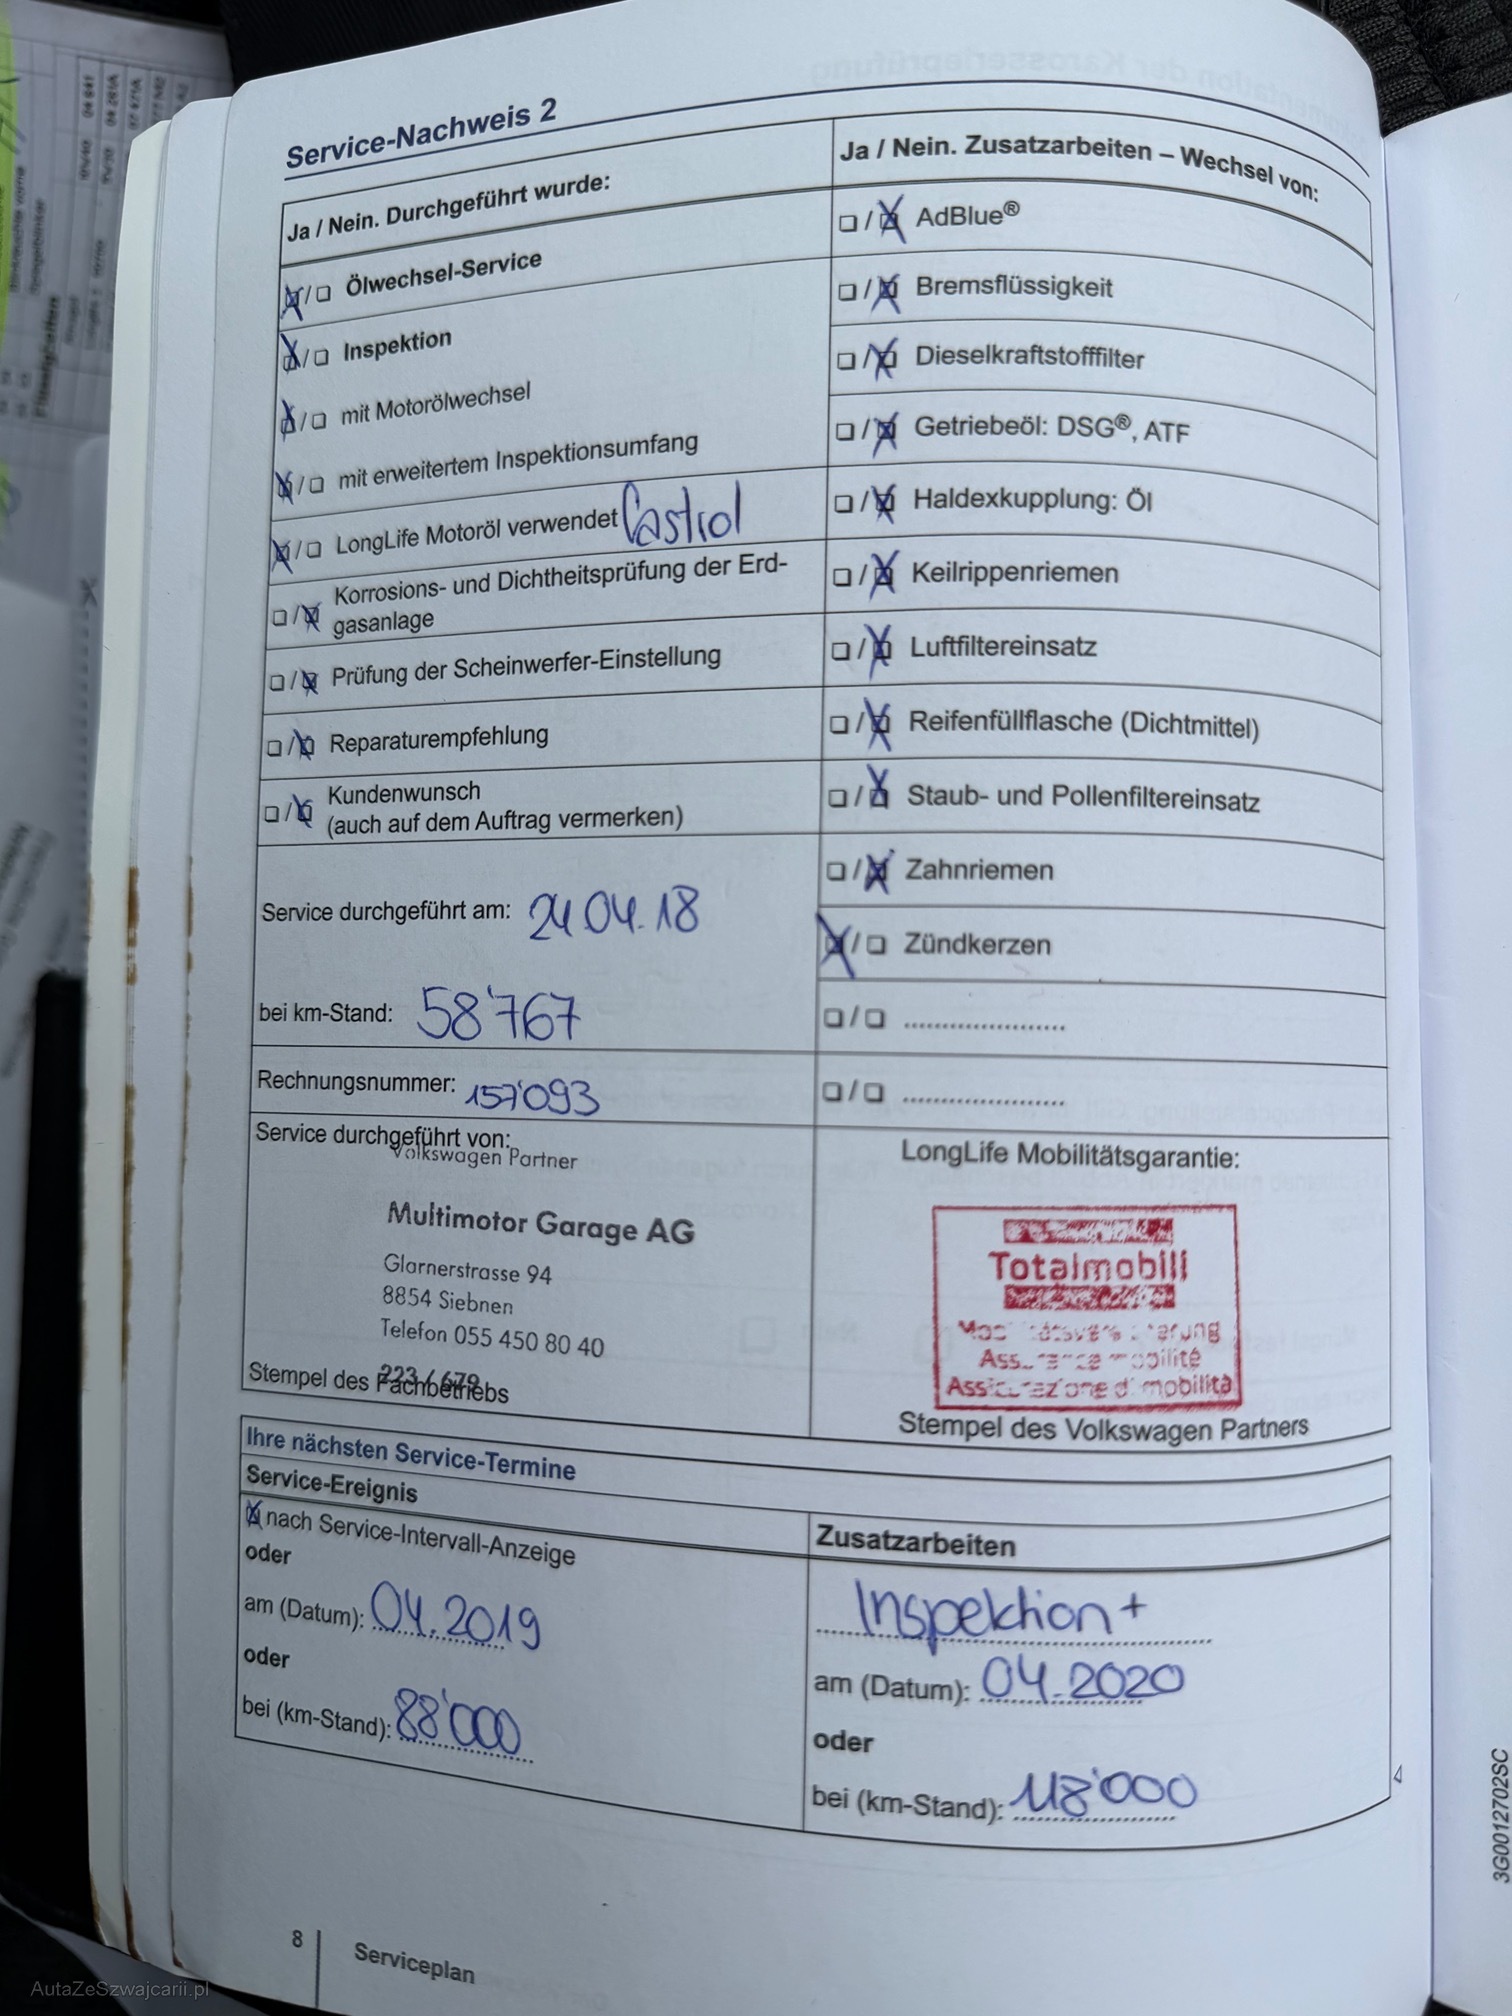 Service-Nachweis 2
Ja / Nein. Durchgeführt wurde:
Ölwechsel-Service
Inspektion
mit Motorölwechsel
mit erweitertem Inspektionsumfang
LongLife Motoröl verwendet Castrol
Korrosions- und Dichtheitsprüfung der Erd-
gasanlage
Prüfung der Scheinwerfer-Einstellung
Reparaturempfehlung
Kundenwunsch
(auch auf dem Auftrag vermerken)
Service durchgeführt am: 24.04.18
bei km-Stand: 58'767
Rechnungsnummer: 157'093
Service durchgeführt von:
Volkswagen Partner
Multimotor Garage AG
Glarnerstrasse 94
8854 Siebnen
Telefon 055 450 80 40
223 / 679
Stempel des Fachbetriebs
Ja / Nein. Zusatzarbeiten – Wechsel von:
AdBlue®
Bremsflüssigkeit
Dieselkraftstofffilter
Getriebeöl: DSG®, ATF
Haldexkupplung: Öl
Keilrippenriemen
Luftfiltereinsatz
Reifenfüllflasche (Dichtmittel)
Staub- und Pollenfiltereinsatz
Zahnriemen
Zündkerzen
LongLife Mobilitätsgarantie:
Totalmobil!
Assurance mobilité
Assicurazione di mobilità
Stempel des Volkswagen Partners
Ihre nächsten Service-Termine
Service-Ereignis
nach Service-Intervall-Anzeige
oder
am (Datum): 04.2019
oder
bei (km-Stand): 88'000
Zusatzarbeiten
Inspektion +
am (Datum): 04.2020
oder
bei (km-Stand): 118'000
3G0012702SC
8
Serviceplan
AutaZeSzwajcarii.pl